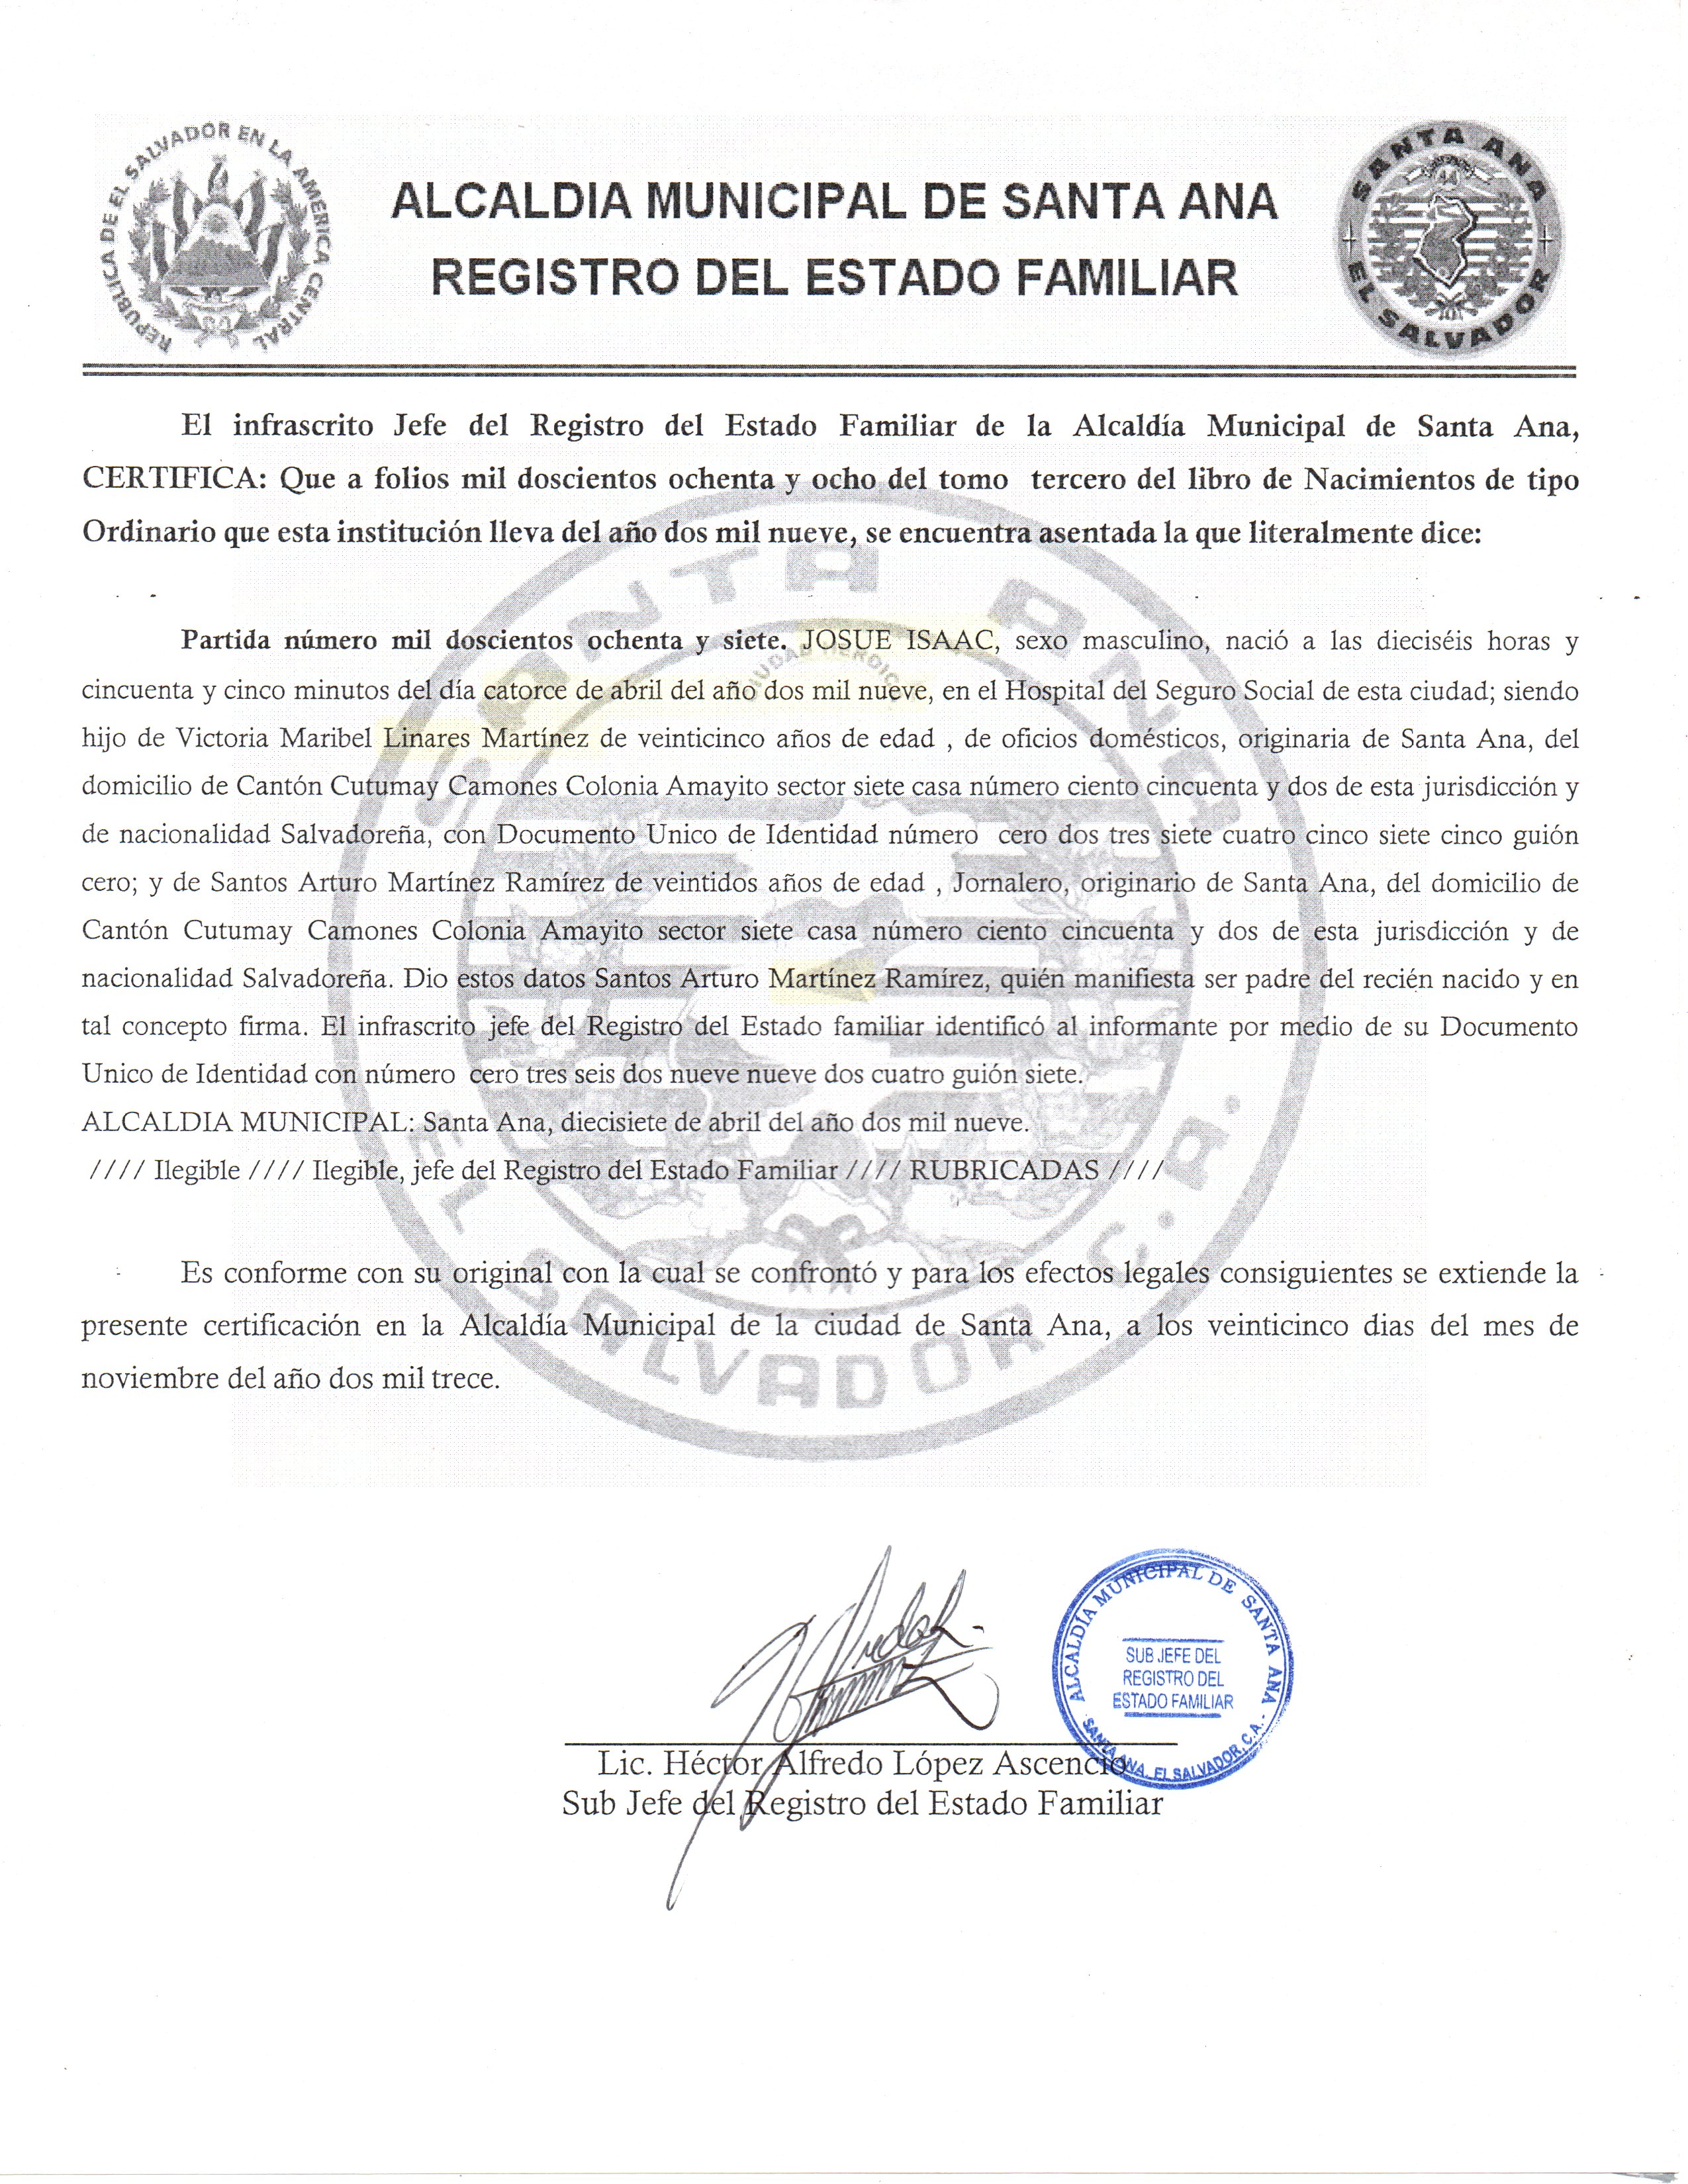 REPUBLICA DE EL SALVADOR EN LA AMERICA CENTRAL
ALCALDIA MUNICIPAL DE SANTA ANA
REGISTRO DEL ESTADO FAMILIAR
SANTA ANA
44
EL SALVADOR
El infrascrito Jefe del Registro del Estado Familiar de la Alcaldía Municipal de Santa Ana,
CERTIFICA: Que a folios mil doscientos ochenta y ocho del tomo tercero del libro de Nacimientos de tipo
Ordinario que esta institución lleva del año dos mil nueve, se encuentra asentada la que literalmente dice:
Partida número mil doscientos ochenta y siete. JOSUE ISAAC, sexo masculino, nació a las dieciséis horas y
cincuenta y cinco minutos del día catorce de abril del año dos mil nueve, en el Hospital del Seguro Social de esta ciudad; siendo
hijo de Victoria Maribel Linares Martínez de veinticinco años de edad , de oficios domésticos, originaria de Santa Ana, del
domicilio de Cantón Cutumay Camones Colonia Amayito sector siete casa número ciento cincuenta y dos de esta jurisdicción y
de nacionalidad Salvadoreña, con Documento Unico de Identidad número cero dos tres siete cuatro cinco siete cinco guión
cero; y de Santos Arturo Martínez Ramírez de veintidos años de edad , Jornalero, originario de Santa Ana, del domicilio de
Cantón Cutumay Camones Colonia Amayito sector siete casa número ciento cincuenta y dos de esta jurisdicción y de
nacionalidad Salvadoreña. Dio estos datos Santos Arturo Martínez Ramírez, quién manifiesta ser padre del recién nacido y en
tal concepto firma. El infrascrito jefe del Registro del Estado familiar identificó al informante por medio de su Documento
Unico de Identidad con número cero tres seis dos nueve nueve dos cuatro guión siete.
ALCALDIA MUNICIPAL: Santa Ana, diecisiete de abril del año dos mil nueve.
//// Ilegible //// Ilegible, jefe del Registro del Estado Familiar //// RUBRICADAS ////
Es conforme con su original con la cual se confrontó y para los efectos legales consiguientes se extiende la
presente certificación en la Alcaldía Municipal de la ciudad de Santa Ana, a los veinticinco dias del mes de
noviembre del año dos mil trece.
SANTA ANA
CIUDAD HEROICA
EL SALVADOR C.A.
ALCALDÍA MUNICIPAL DE SANTA ANA
SUB JEFE DEL
REGISTRO DEL
ESTADO FAMILIAR
SANTA ANA, EL SALVADOR, C.A.
Lic. Héctor Alfredo López Ascencio
Sub Jefe del Registro del Estado Familiar